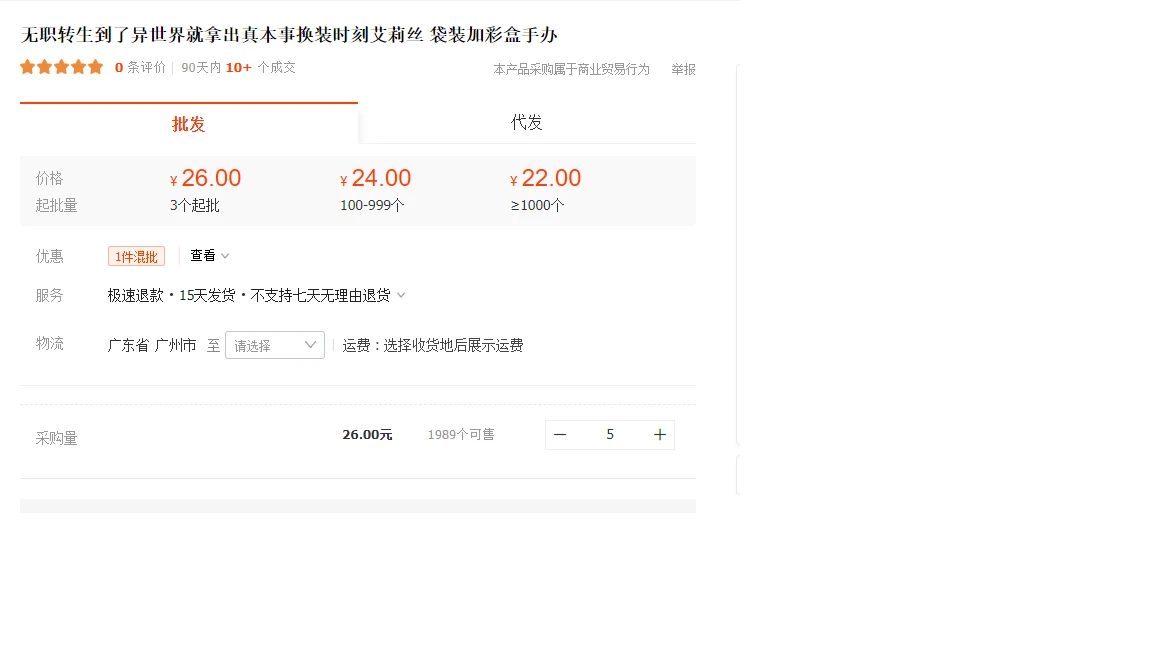 无职转生到了异世界就拿出真本事换装时刻艾莉丝 袋装加彩盒手办
0 条评价 90天内 10+ 个成交 本产品采购属于商业贸易行为 举报
批发 代发
价格 ¥ 26.00 ¥ 24.00 ¥ 22.00
起批量 3个起批 100-999个 ≥1000个
优惠 1件混批 查看
服务 极速退款・15天发货・不支持七天无理由退货
物流 广东省 广州市 至 请选择 运费：选择收货地后展示运费
采购量 26.00元 1989个可售 － 5 ＋